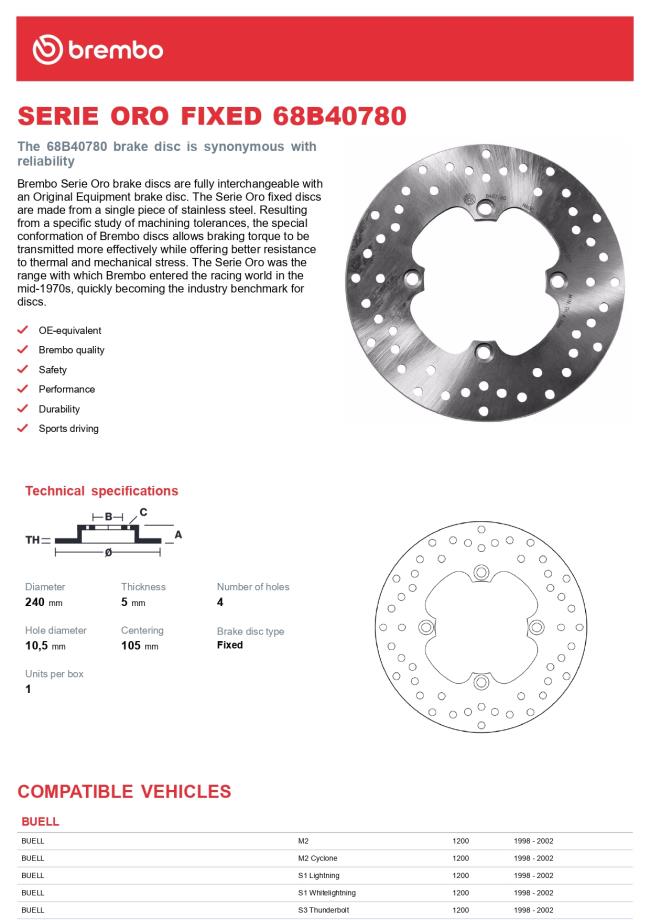 brembo
SERIE ORO FIXED 68B40780
The 68B40780 brake disc is synonymous with
reliability
Brembo Serie Oro brake discs are fully interchangeable with
an Original Equipment brake disc. The Serie Oro fixed discs
are made from a single piece of stainless steel. Resulting
from a specific study of machining tolerances, the special
conformation of Brembo discs allows braking torque to be
transmitted more effectively while offering better resistance
to thermal and mechanical stress. The Serie Oro was the
range with which Brembo entered the racing world in the
mid-1970s, quickly becoming the industry benchmark for
discs.
OE-equivalent
Brembo quality
Safety
Performance
Durability
Sports driving
Technical specifications
B
C
A
TH
Ø
Diameter Thickness Number of holes
240 mm 5 mm 4
Hole diameter Centering Brake disc type
10,5 mm 105 mm Fixed
Units per box
1
COMPATIBLE VEHICLES
BUELL
BUELL M2 1200 1998 - 2002
BUELL M2 Cyclone 1200 1998 - 2002
BUELL S1 Lightning 1200 1998 - 2002
BUELL S1 Whitelightning 1200 1998 - 2002
BUELL S3 Thunderbolt 1200 1998 - 2002